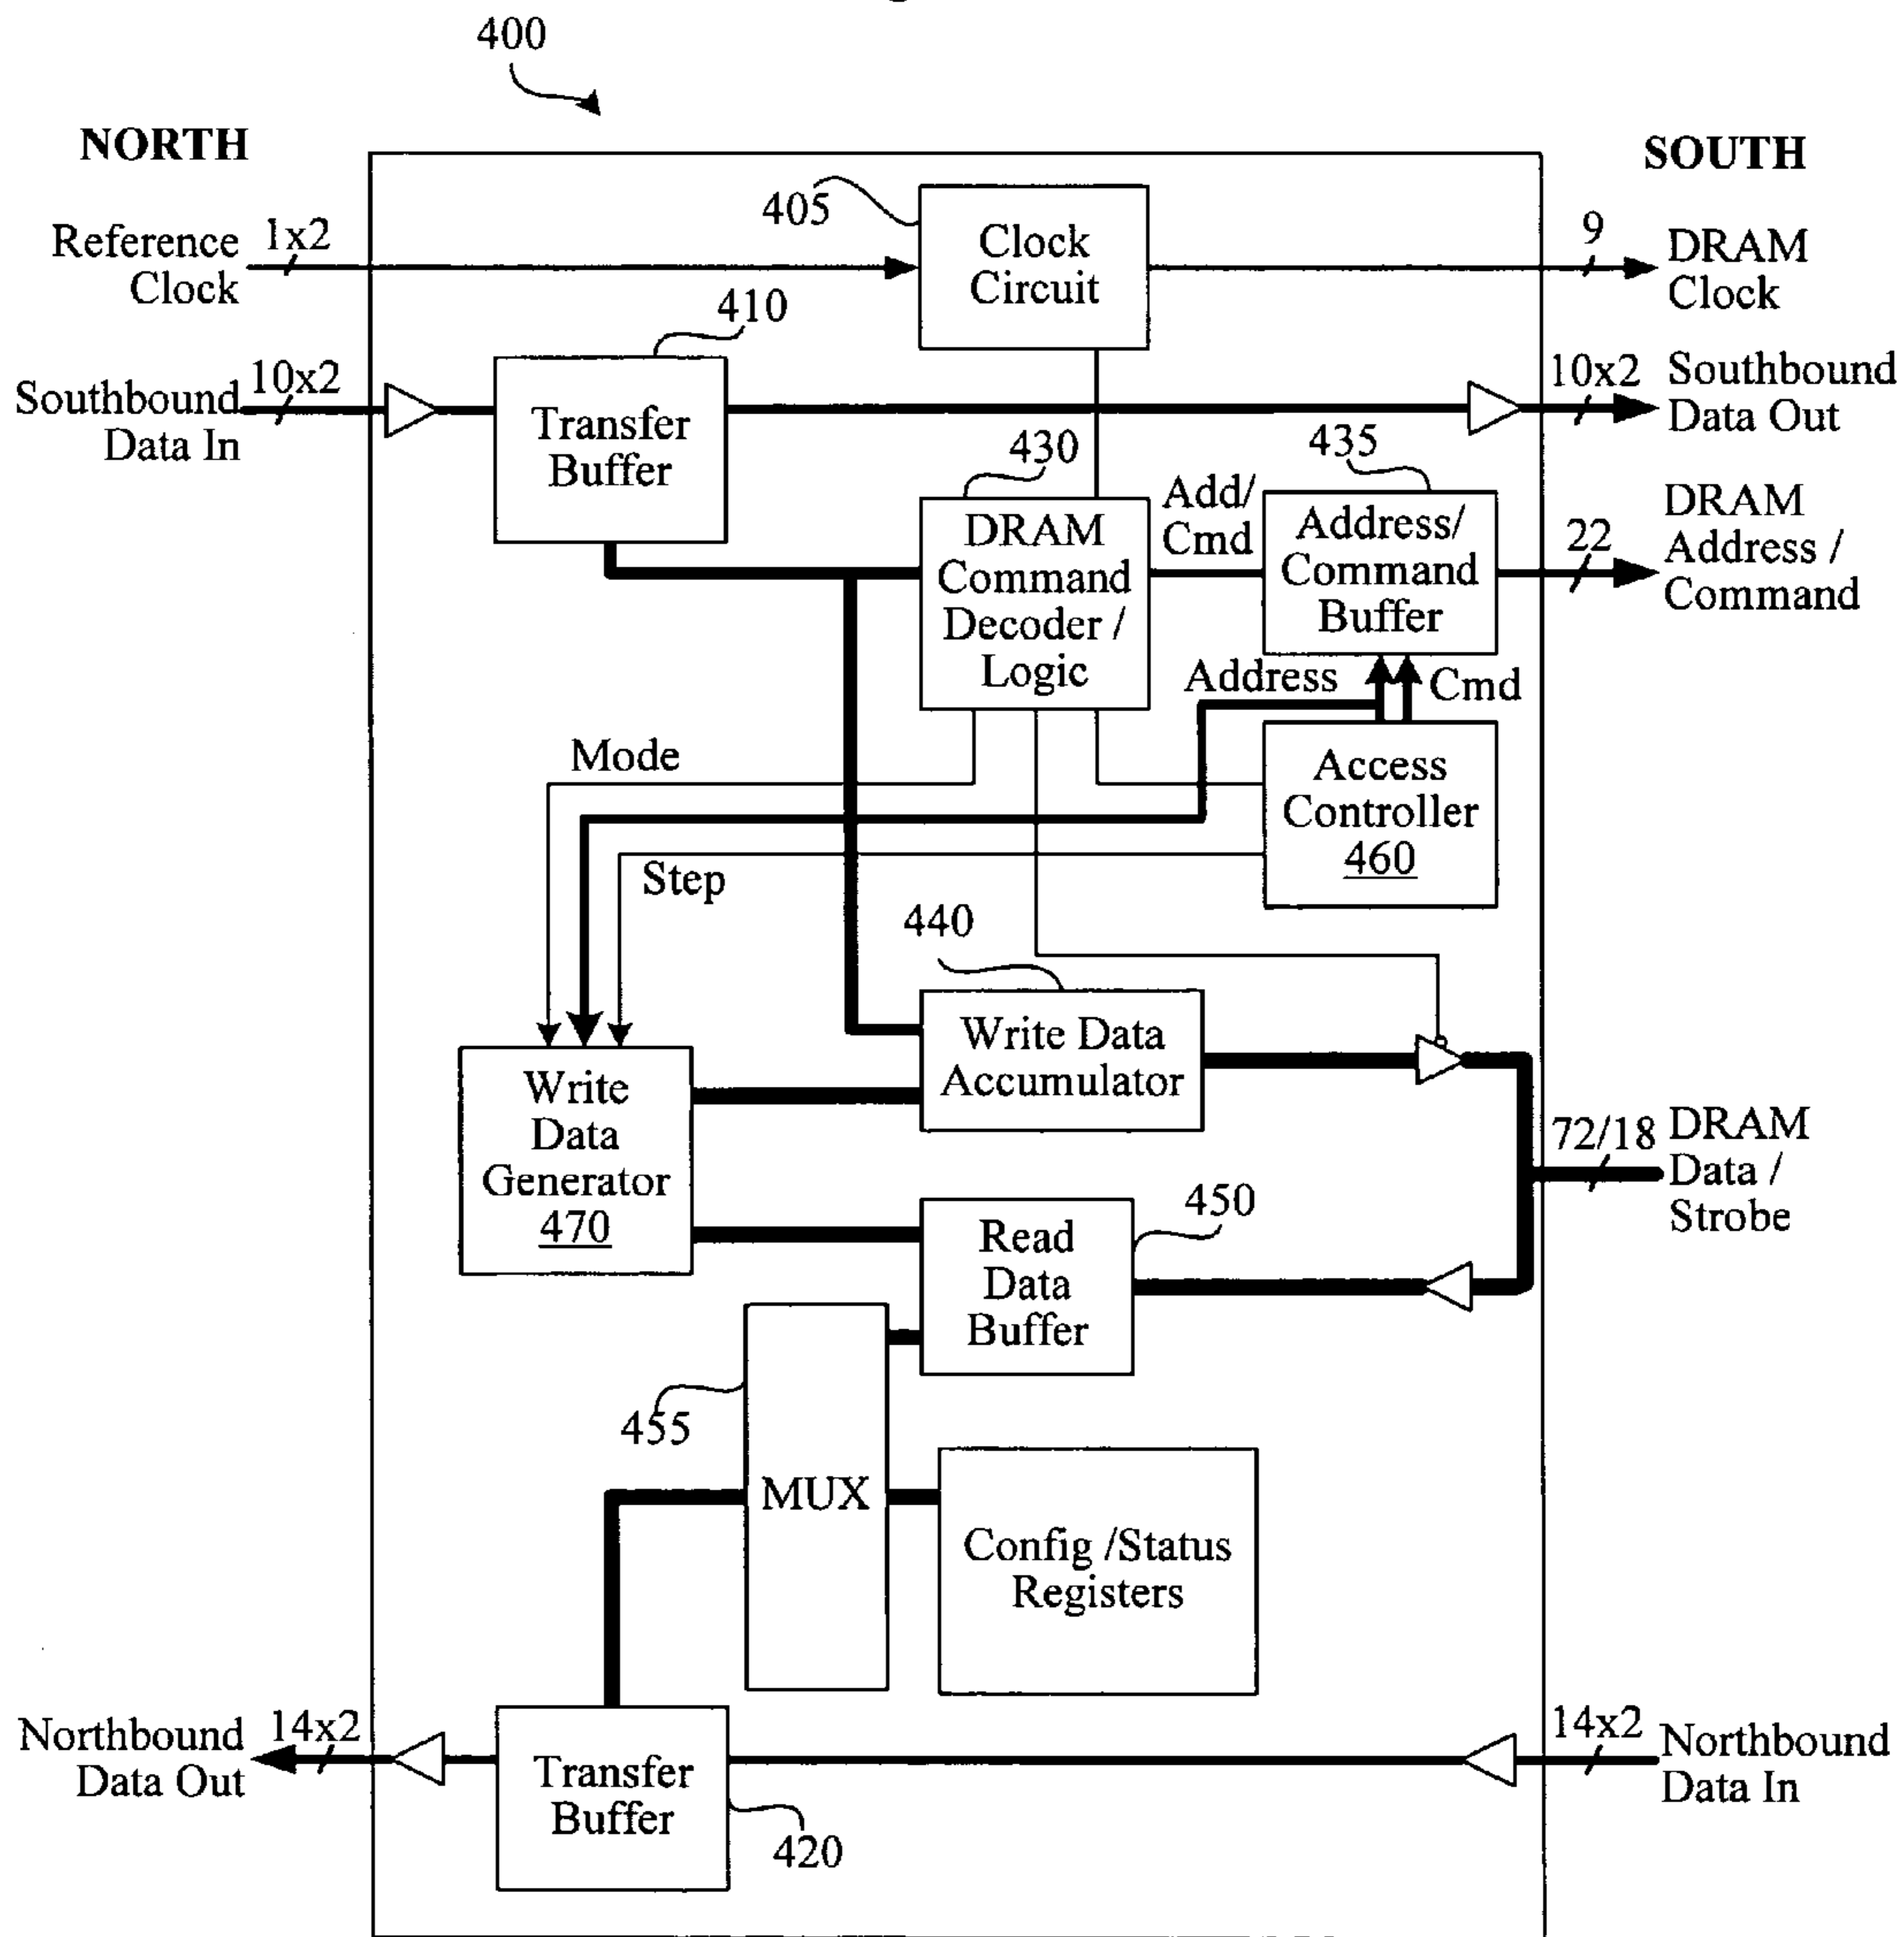 400
NORTH
SOUTH
405
Clock
Circuit
Reference
Clock
1x2
9
DRAM
Clock
410
Southbound
Data In
10x2
Transfer
Buffer
10x2
Southbound
Data Out
430
435
DRAM
Command
Decoder /
Logic
Add/
Cmd
Address/
Command
Buffer
22
DRAM
Address /
Command
Address
Cmd
Mode
Access
Controller
460
Step
440
Write Data
Accumulator
Write
Data
Generator
470
72/18
DRAM
Data /
Strobe
450
Read
Data
Buffer
455
MUX
Config /Status
Registers
Northbound
Data Out
14x2
Transfer
Buffer
420
14x2
Northbound
Data In